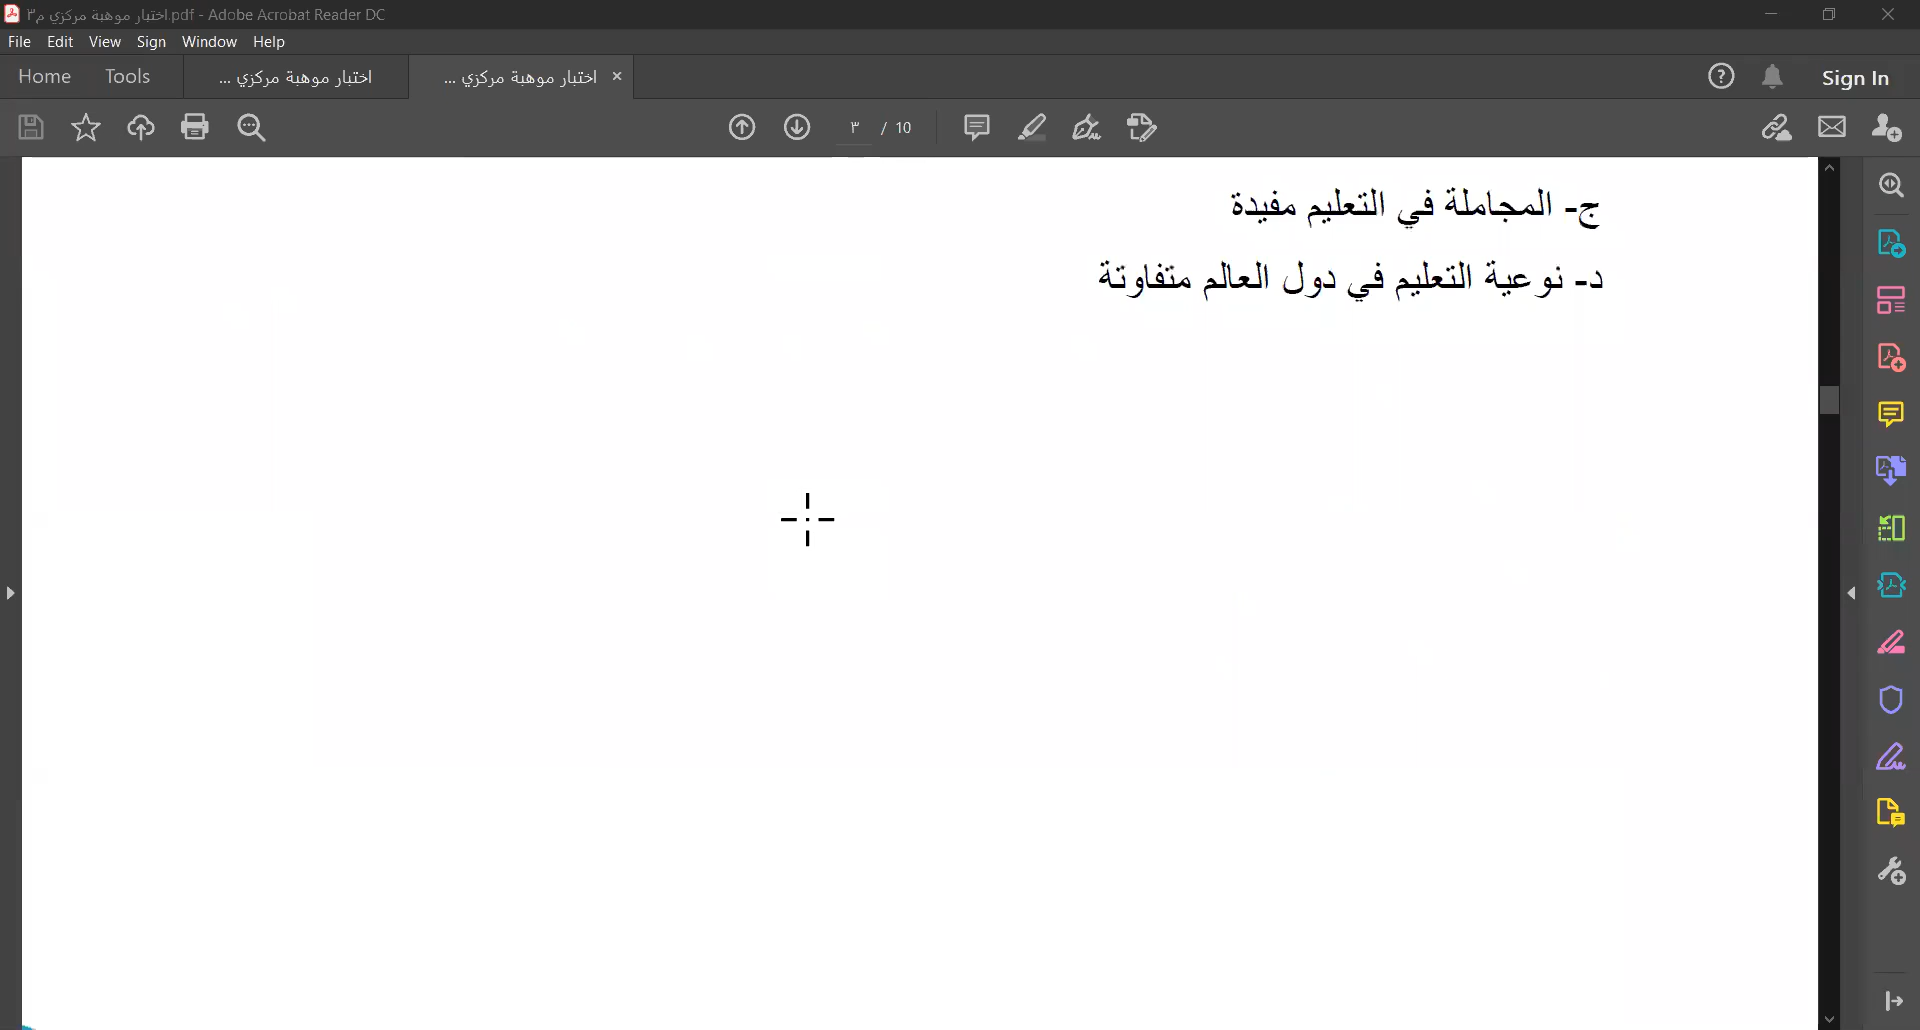 اختبار موهبة مركزي م٣.pdf - Adobe Acrobat Reader DC
File Edit View Sign Window Help
Home Tools اختبار موهبة مركزي ... اختبار موهبة مركزي ... × Sign In
٣ / 10
ج- المجاملة في التعليم مفيدة
د- نوعية التعليم في دول العالم متفاوتة